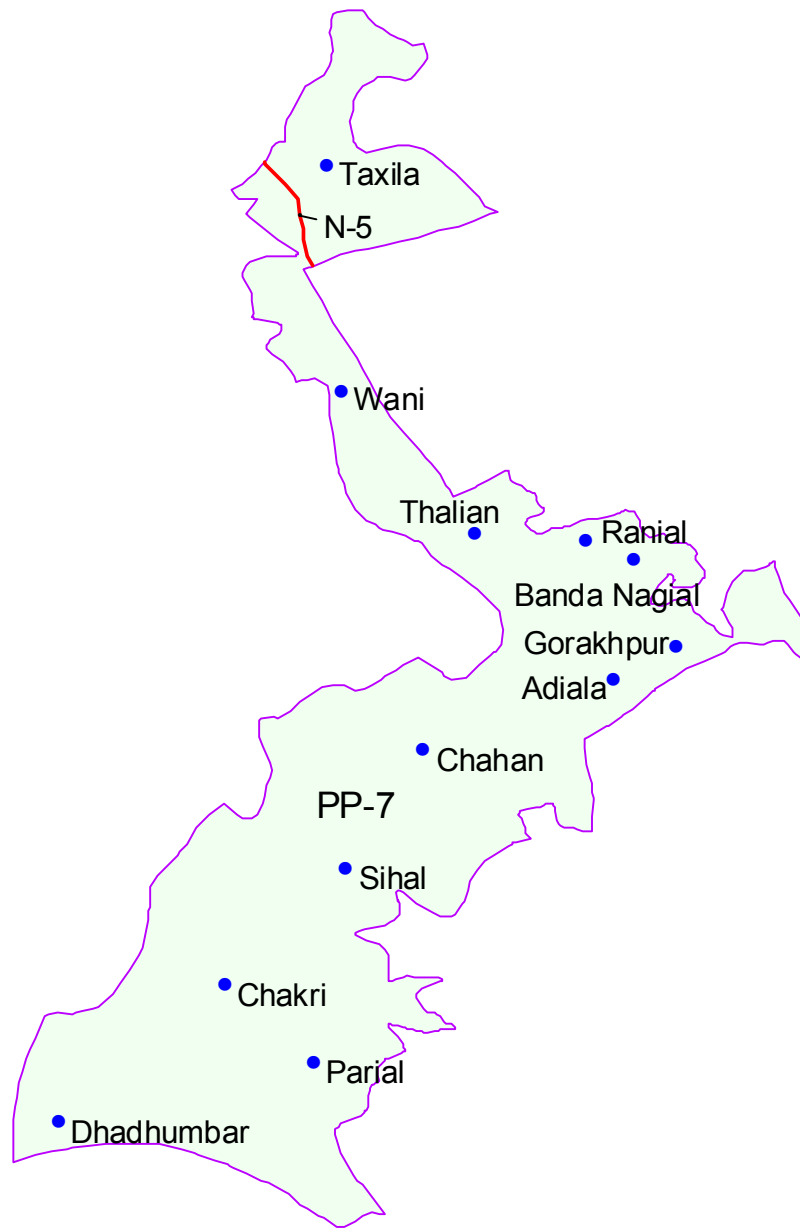 Taxila
N-5
Wani
Thalian
Ranial
Banda Nagial
Gorakhpur
Adiala
Chahan
PP-7
Sihal
Chakri
Parial
Dhadhumbar